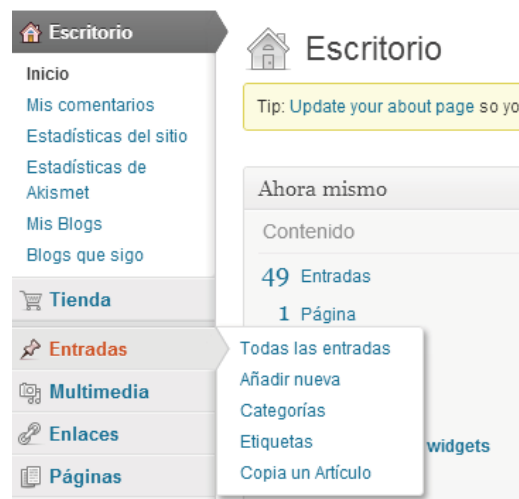 Escritorio
Inicio
Mis comentarios
Estadísticas del sitio
Estadísticas de
Akismet
Mis Blogs
Blogs que sigo
Tienda
Entradas
Multimedia
Enlaces
Páginas
Todas las entradas
Añadir nueva
Categorías
Etiquetas
Copia un Artículo
Escritorio
Tip: Update your about page so yo
Ahora mismo
Contenido
49 Entradas
1 Página
widgets